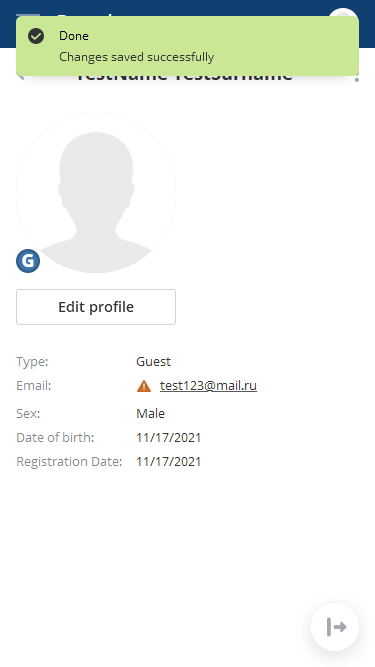 Done
Changes saved successfully
TestName TestSurname
G
Edit profile
Type: Guest
Email: test123@mail.ru
Sex: Male
Date of birth: 11/17/2021
Registration Date: 11/17/2021